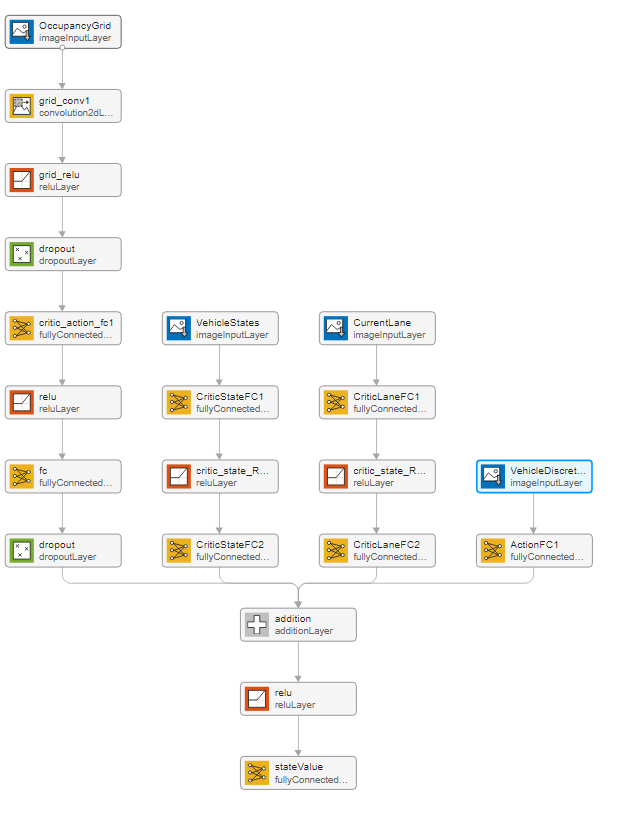 OccupancyGrid
imageInputLayer
grid_conv1
convolution2dL...
grid_relu
reluLayer
dropout
dropoutLayer
critic_action_fc1
fullyConnected...
VehicleStates
imageInputLayer
CurrentLane
imageInputLayer
relu
reluLayer
CriticStateFC1
fullyConnected...
CriticLaneFC1
fullyConnected...
fc
fullyConnected...
critic_state_R...
reluLayer
critic_state_R...
reluLayer
VehicleDiscret...
imageInputLayer
dropout
dropoutLayer
CriticStateFC2
fullyConnected...
CriticLaneFC2
fullyConnected...
ActionFC1
fullyConnected...
addition
additionLayer
relu
reluLayer
stateValue
fullyConnected...